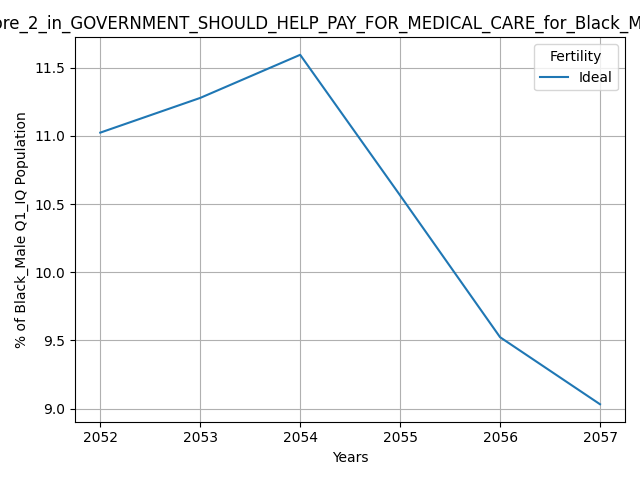 ore_2_in_GOVERNMENT_SHOULD_HELP_PAY_FOR_MEDICAL_CARE_for_Black_M
Fertility
Ideal
% of Black_Male Q1_IQ Population
11.5
11.0
10.5
10.0
9.5
9.0
2052 2053 2054 2055 2056 2057
Years